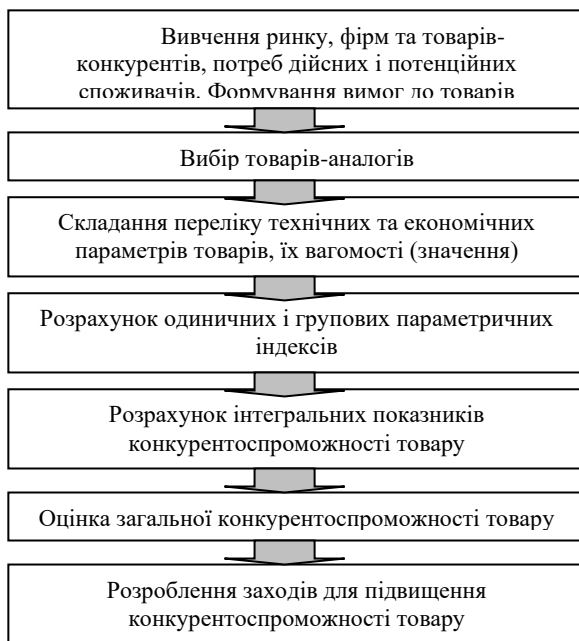 Вивчення ринку, фірм та товарів-
конкурентів, потреб дійсних і потенційних
споживачів. Формування вимог до товарів
Вибір товарів-аналогів
Складання переліку технічних та економічних
параметрів товарів, їх вагомості (значення)
Розрахунок одиничних і групових параметричних
індексів
Розрахунок інтегральних показників
конкурентоспроможності товару
Оцінка загальної конкурентоспроможності товару
Розроблення заходів для підвищення
конкурентоспроможності товару